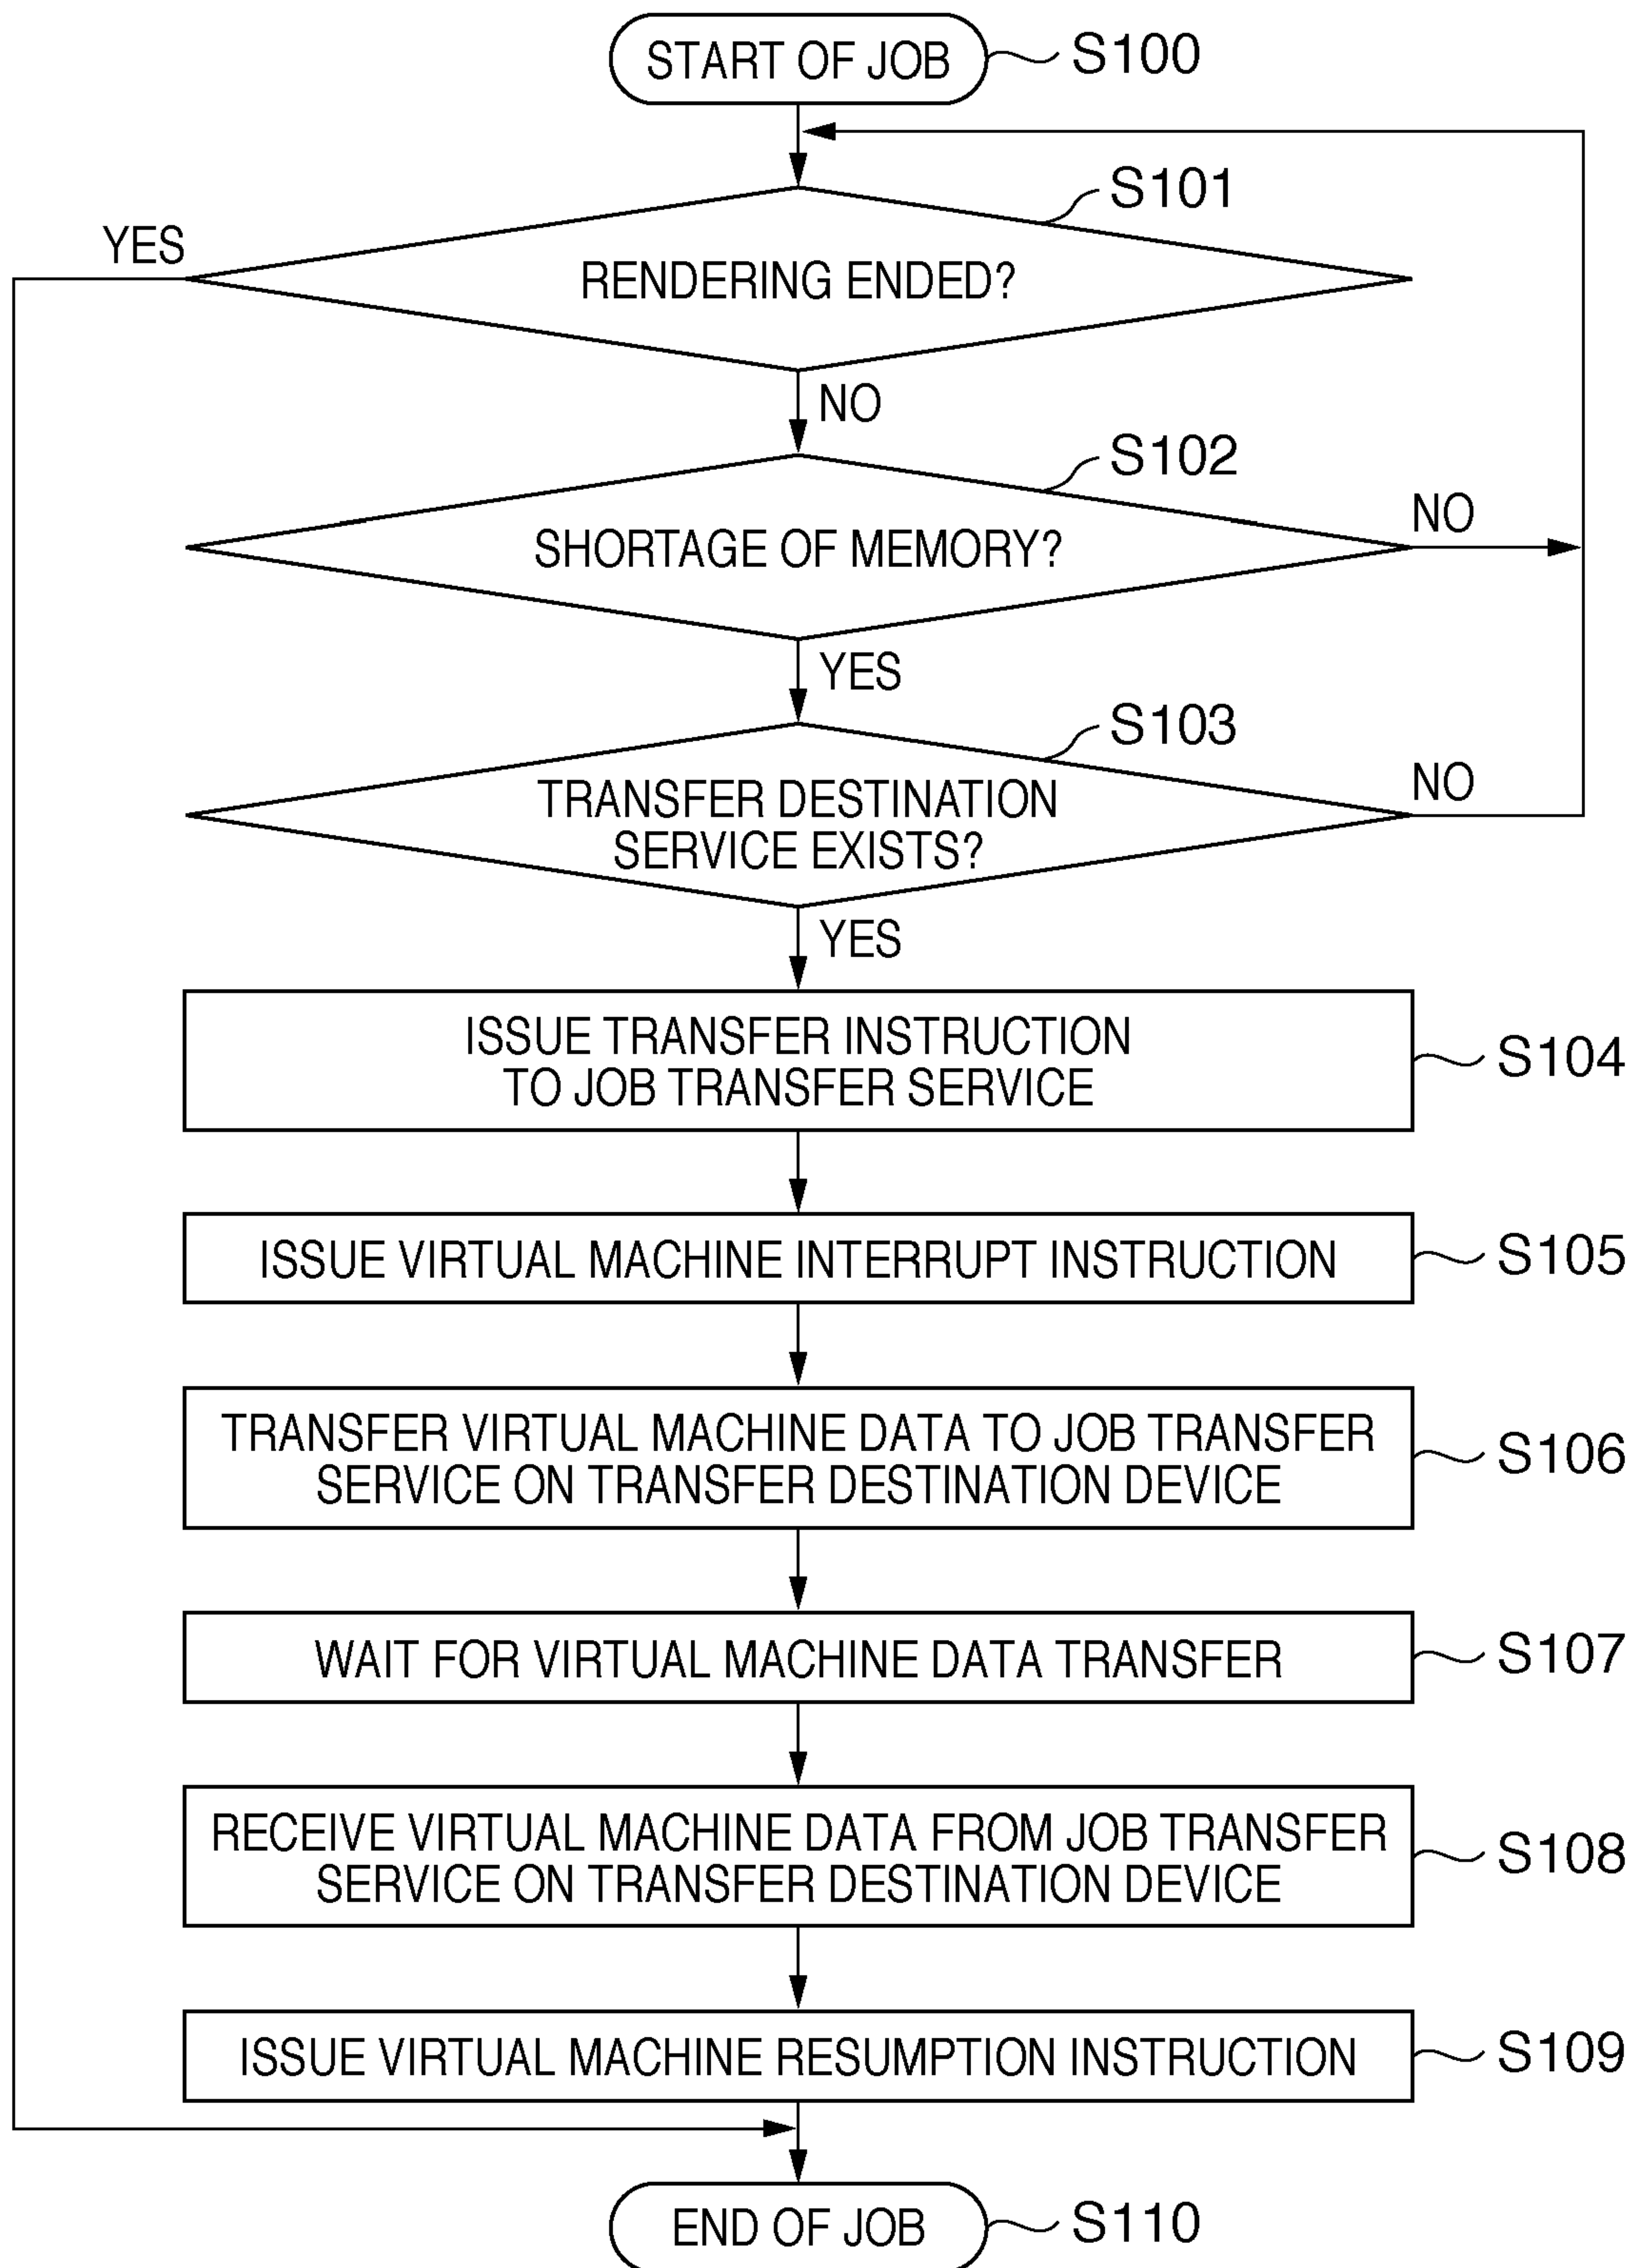 START OF JOB
S100
S101
YES
RENDERING ENDED?
NO
S102
NO
SHORTAGE OF MEMORY?
YES
S103
NO
TRANSFER DESTINATION
SERVICE EXISTS?
YES
ISSUE TRANSFER INSTRUCTION
TO JOB TRANSFER SERVICE
S104
ISSUE VIRTUAL MACHINE INTERRUPT INSTRUCTION
S105
TRANSFER VIRTUAL MACHINE DATA TO JOB TRANSFER
SERVICE ON TRANSFER DESTINATION DEVICE
S106
WAIT FOR VIRTUAL MACHINE DATA TRANSFER
S107
RECEIVE VIRTUAL MACHINE DATA FROM JOB TRANSFER
SERVICE ON TRANSFER DESTINATION DEVICE
S108
ISSUE VIRTUAL MACHINE RESUMPTION INSTRUCTION
S109
END OF JOB
S110